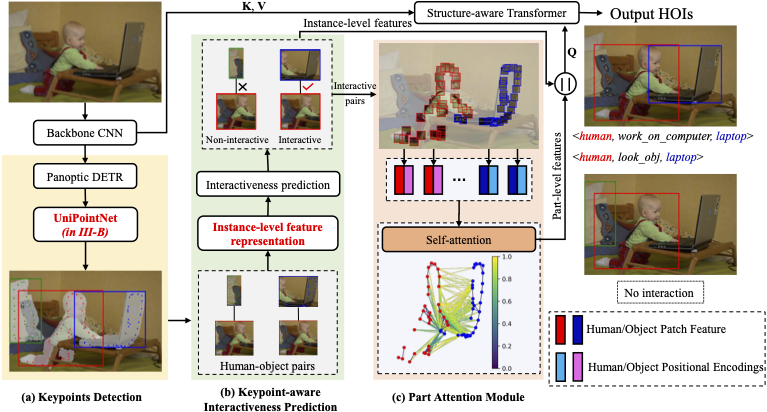 K, V
Structure-aware Transformer
Output HOIs
Instance-level features
Q
Backbone CNN
Panoptic DETR
UniPointNet
(in III-B)
Non-interactive
Interactive
Interactive
pairs
Interactiveness prediction
Instance-level feature
representation
Human-object pairs
...
Self-attention
Part-level features
1.0
0.8
0.6
0.4
0.2
0.0
<human, work_on_computer, laptop>
<human, look_obj, laptop>
No interaction
Human/Object Patch Feature
Human/Object Positional Encodings
(a) Keypoints Detection
(b) Keypoint-aware
Interactiveness Prediction
(c) Part Attention Module